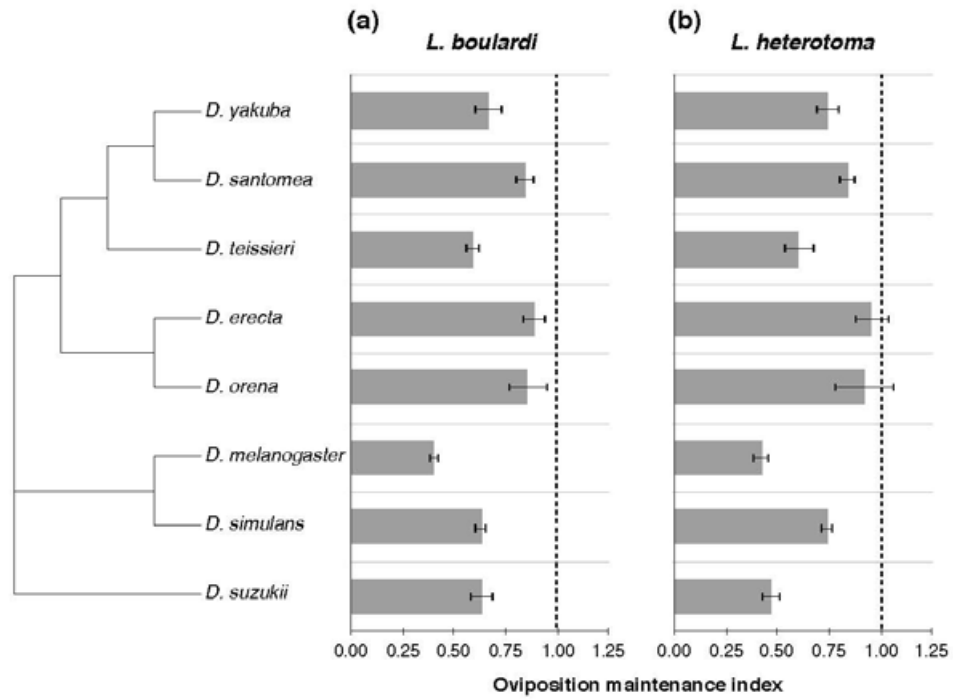 (a)
L. boulardi
(b)
L. heterotoma
D. yakuba
D. santomea
D. teissieri
D. erecta
D. orena
D. melanogaster
D. simulans
D. suzukii
0.00 0.25 0.50 0.75 1.00 1.25
0.00 0.25 0.50 0.75 1.00 1.25
Oviposition maintenance index